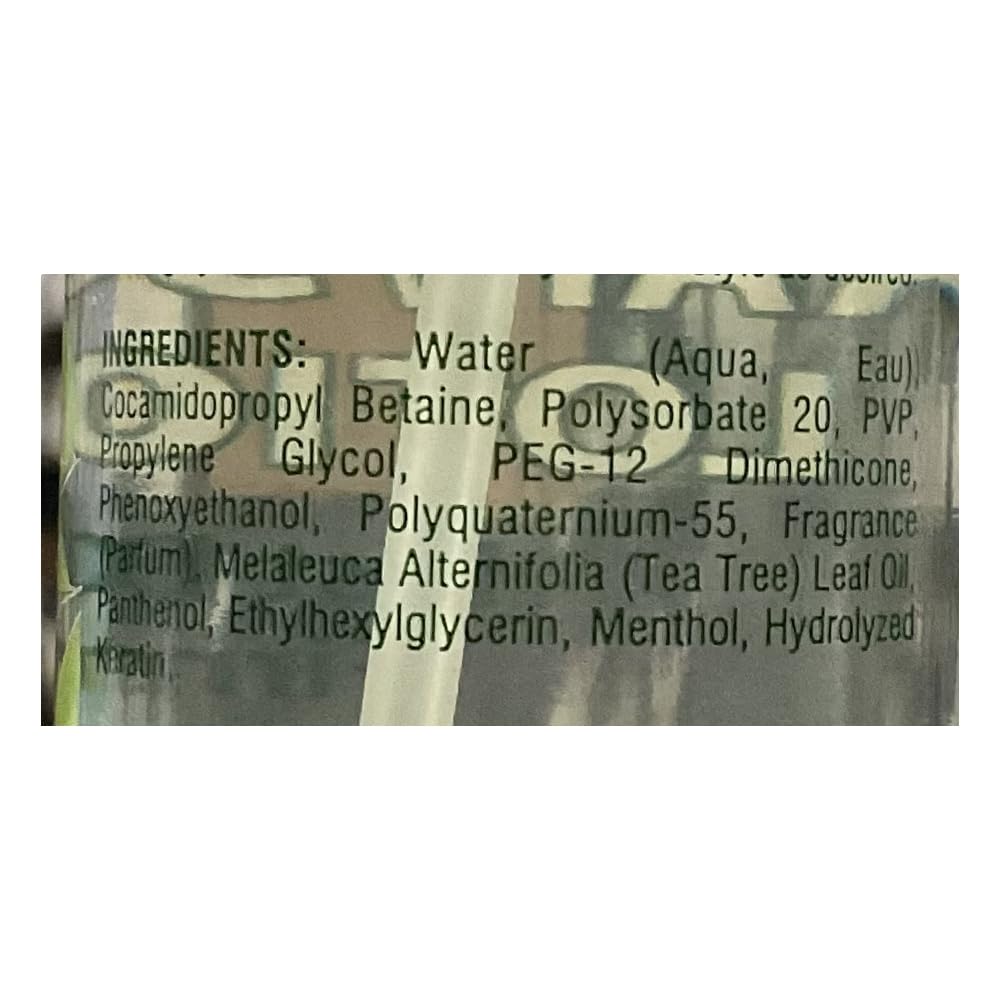 INGREDIENTS: Water (Aqua, Eau),
Cocamidopropyl Betaine, Polysorbate 20, PVP,
Propylene Glycol, PEG-12 Dimethicone,
Phenoxyethanol, Polyquaternium-55, Fragrance
(Parfum), Melaleuca Alternifolia (Tea Tree) Leaf Oil,
Panthenol, Ethylhexylglycerin, Menthol, Hydrolyzed
Keratin,